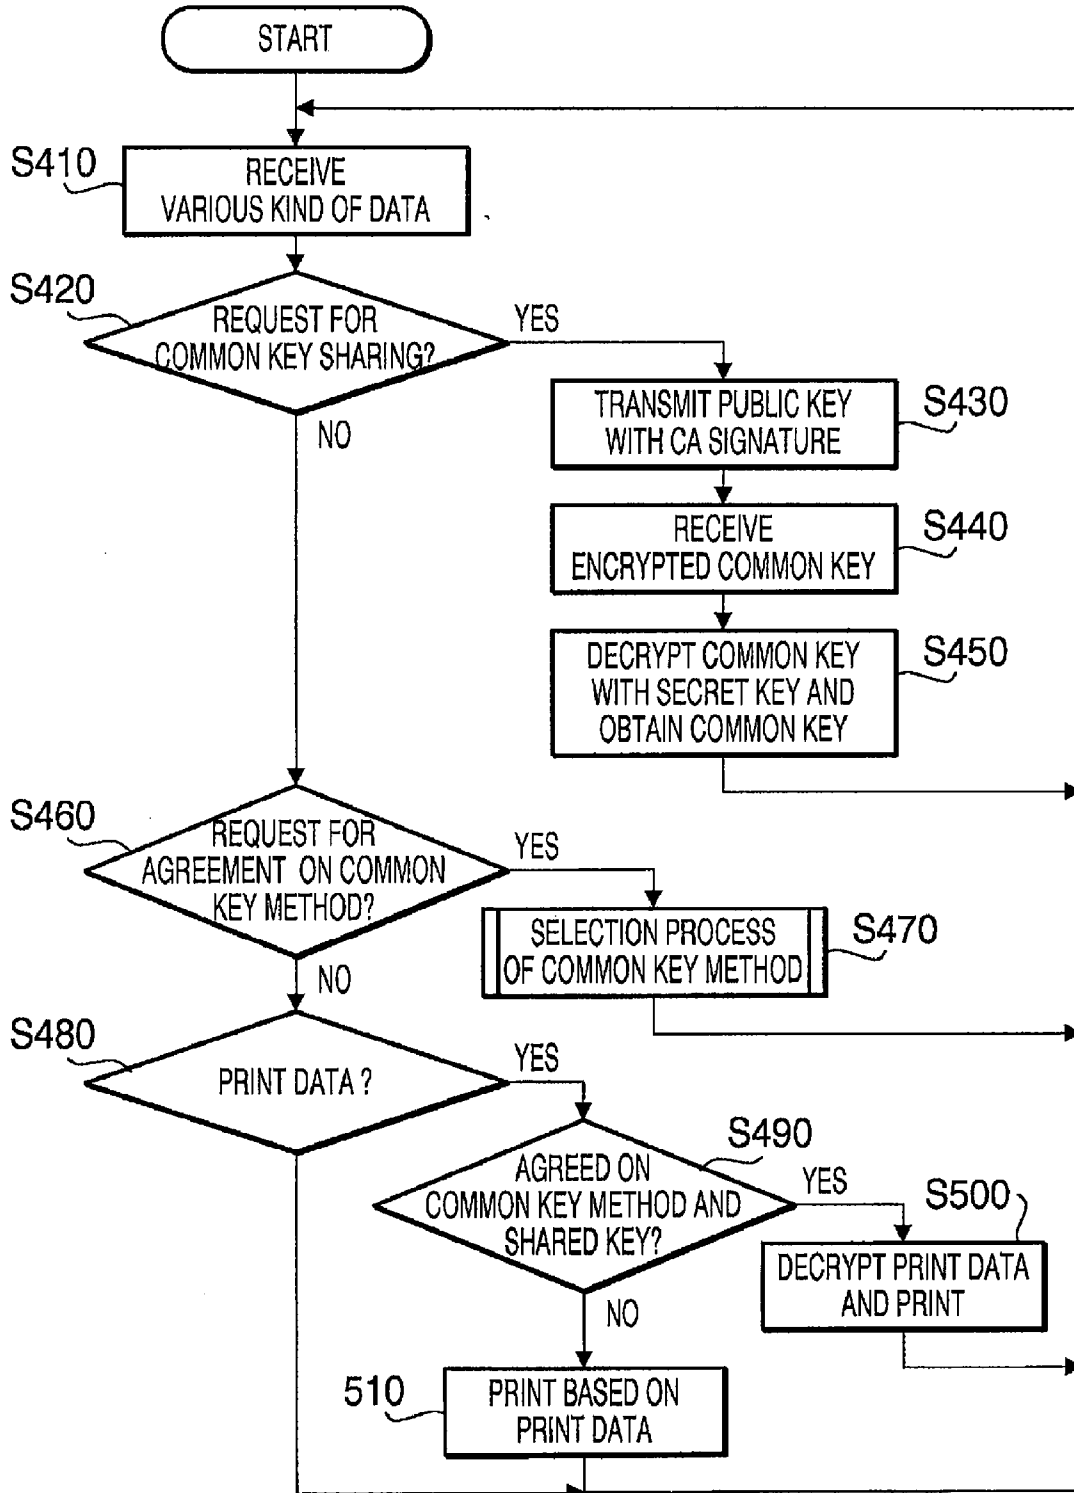 START
S410
RECEIVE
VARIOUS KIND OF DATA
S420
REQUEST FOR
COMMON KEY SHARING?
YES
NO
TRANSMIT PUBLIC KEY
WITH CA SIGNATURE
S430
RECEIVE
ENCRYPTED COMMON KEY
S440
DECRYPT COMMON KEY
WITH SECRET KEY AND
OBTAIN COMMON KEY
S450
S460
REQUEST FOR
AGREEMENT ON COMMON
KEY METHOD?
YES
NO
SELECTION PROCESS
OF COMMON KEY METHOD
S470
S480
PRINT DATA ?
YES
S490
AGREED ON
COMMON KEY METHOD AND
SHARED KEY?
YES
NO
S500
DECRYPT PRINT DATA
AND PRINT
510
PRINT BASED ON
PRINT DATA